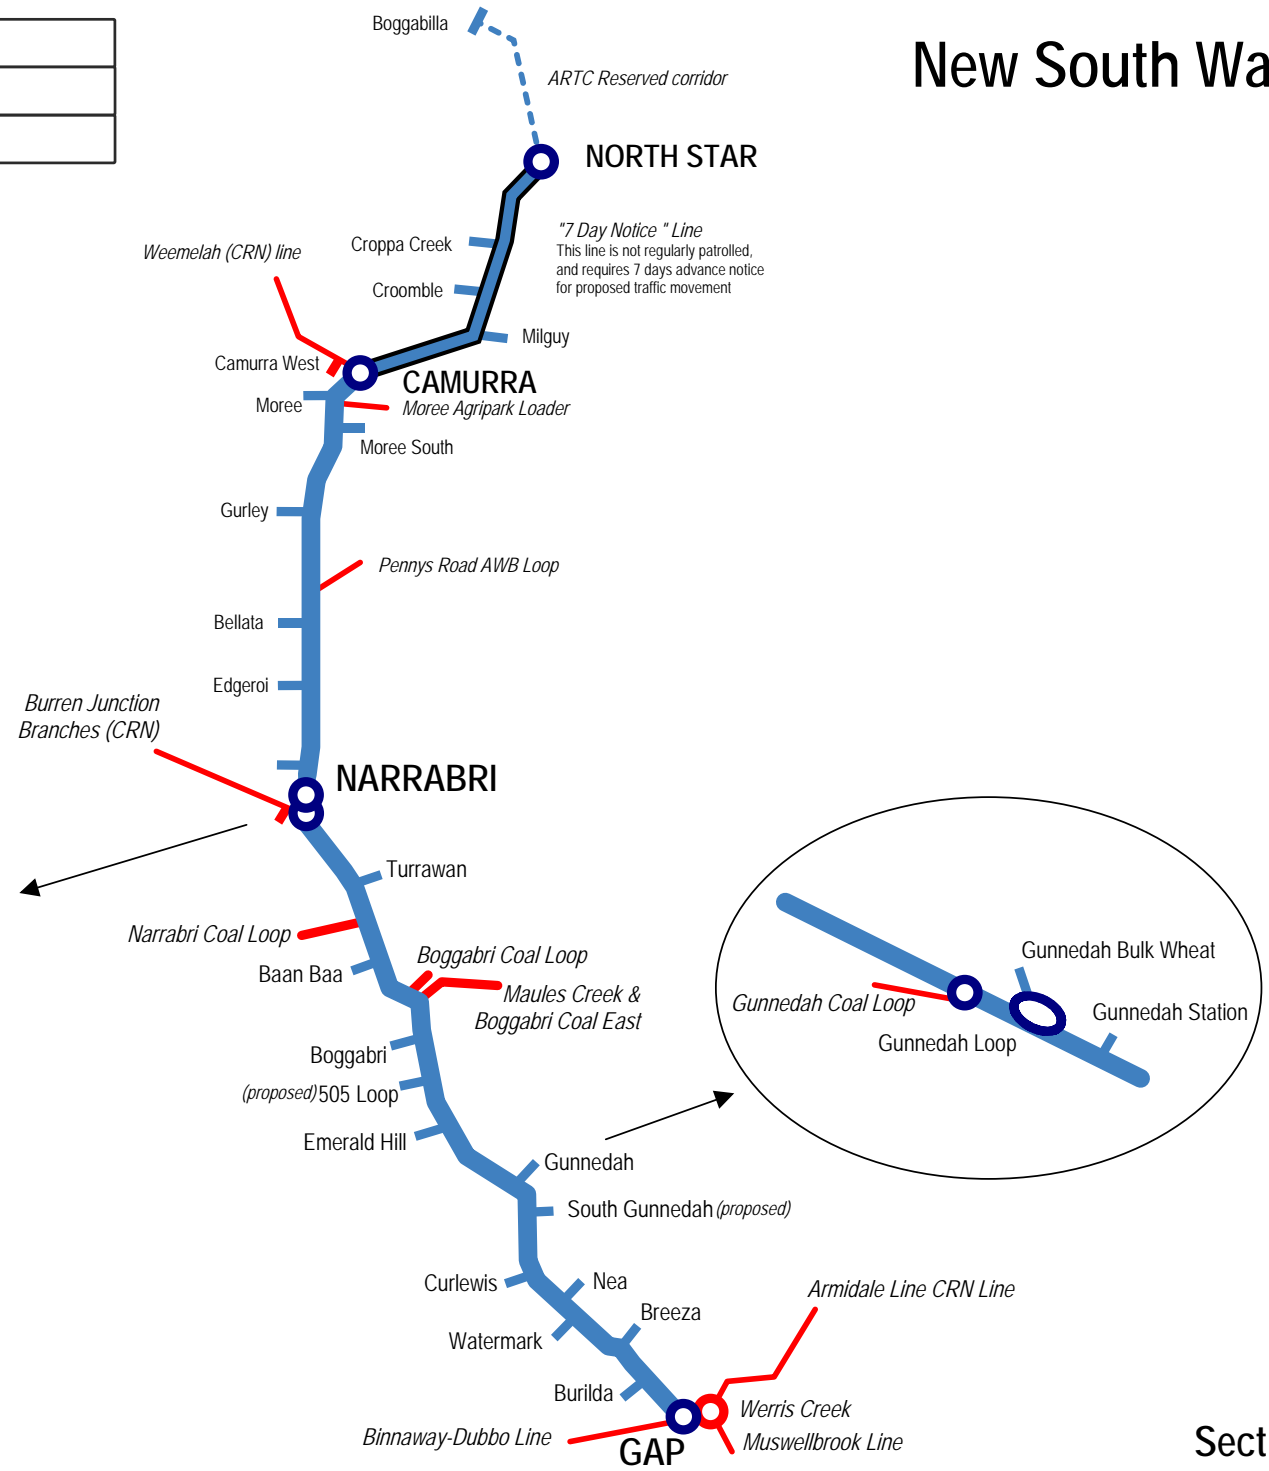 Boggabilla
New South Wa
ARTC Reserved corridor
NORTH STAR
"7 Day Notice " Line
This line is not regularly patrolled,
and requires 7 days advance notice
for proposed traffic movement
Weemelah (CRN) line
Croppa Creek
Croomble
Milguy
Camurra West
CAMURRA
Moree
Moree Agripark Loader
Moree South
Gurley
Pennys Road AWB Loop
Bellata
Edgeroi
Burren Junction
Branches (CRN)
NARRABRI
Turrawan
Narrabri Coal Loop
Baan Baa
Boggabri Coal Loop
Maules Creek &
Boggabri Coal East
Gunnedah Bulk Wheat
Gunnedah Coal Loop
Gunnedah Station
Gunnedah Loop
Boggabri
(proposed) 505 Loop
Emerald Hill
Gunnedah
South Gunnedah (proposed)
Curlewis
Nea
Armidale Line CRN Line
Breeza
Watermark
Burilda
Werris Creek
Binnaway-Dubbo Line
GAP
Muswellbrook Line
Sect